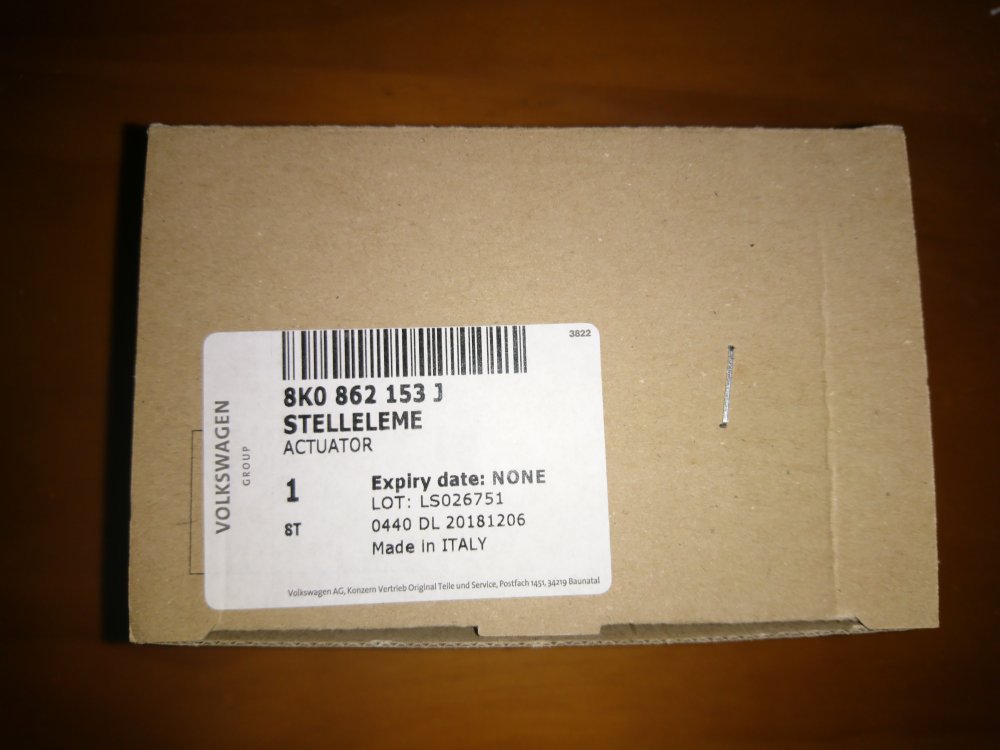 3822
8K0 862 153 J
STELLELEME
ACTUATOR
VOLKSWAGEN
GROUP
1
ST
Expiry date: NONE
LOT: LS026751
0440 DL 20181206
Made in ITALY
Volkswagen AG, Konzern Vertrieb Original Teile und Service, Postfach 1451, 34219 Baunatal